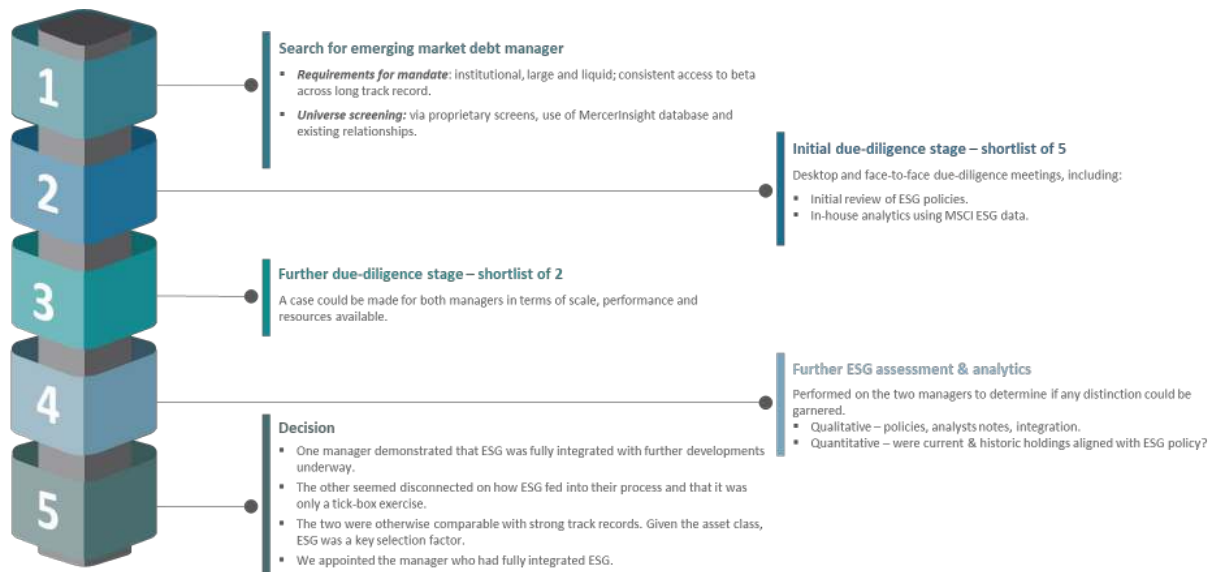 1
Search for emerging market debt manager
▪ Requirements for mandate: institutional, large and liquid; consistent access to beta
across long track record.
▪ Universe screening: via proprietary screens, use of MercerInsight database and
existing relationships.
2
Initial due-diligence stage – shortlist of 5
Desktop and face-to-face due-diligence meetings, including:
▪ Initial review of ESG policies.
▪ In-house analytics using MSCI ESG data.
3
Further due-diligence stage – shortlist of 2
A case could be made for both managers in terms of scale, performance and
resources available.
4
Further ESG assessment & analytics
Performed on the two managers to determine if any distinction could be
garnered.
▪ Qualitative – policies, analysts notes, integration.
▪ Quantitative – were current & historic holdings aligned with ESG policy?
5
Decision
▪ One manager demonstrated that ESG was fully integrated with further developments
underway.
▪ The other seemed disconnected on how ESG fed into their process and that it was
only a tick-box exercise.
▪ The two were otherwise comparable with strong track records. Given the asset class,
ESG was a key selection factor.
▪ We appointed the manager who had fully integrated ESG.